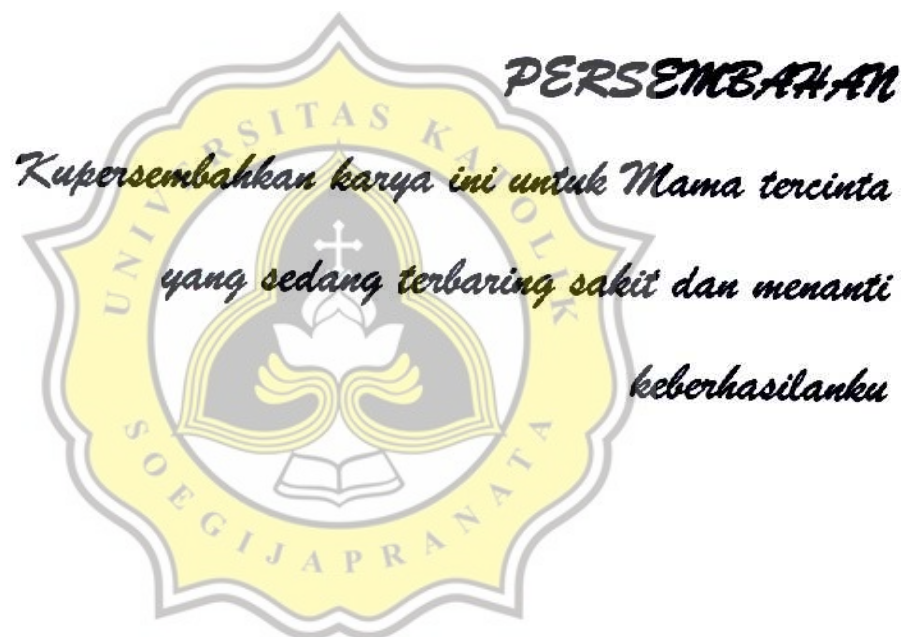 PERSEMBAHAN
Kupersembahkan karya ini untuk Mama tercinta
yang sedang terbaring sakit dan menanti
keberhasilanku
UNIVERSITAS KATOLIK
SOEGIJAPRANATA